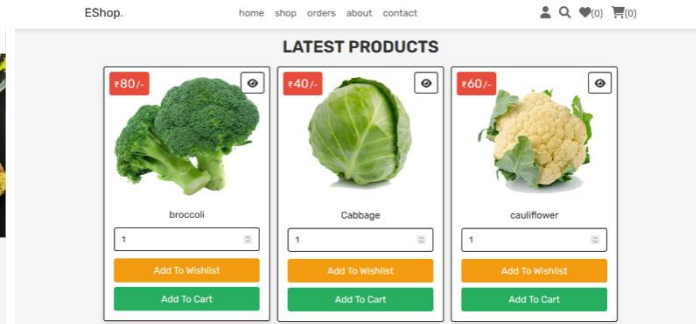 EShop. home shop orders about contact (0) (0)
LATEST PRODUCTS
₹80/- ₹40/- ₹60/-
broccoli Cabbage cauliflower
1 1 1
Add To Wishlist Add To Wishlist Add To Wishlist
Add To Cart Add To Cart Add To Cart